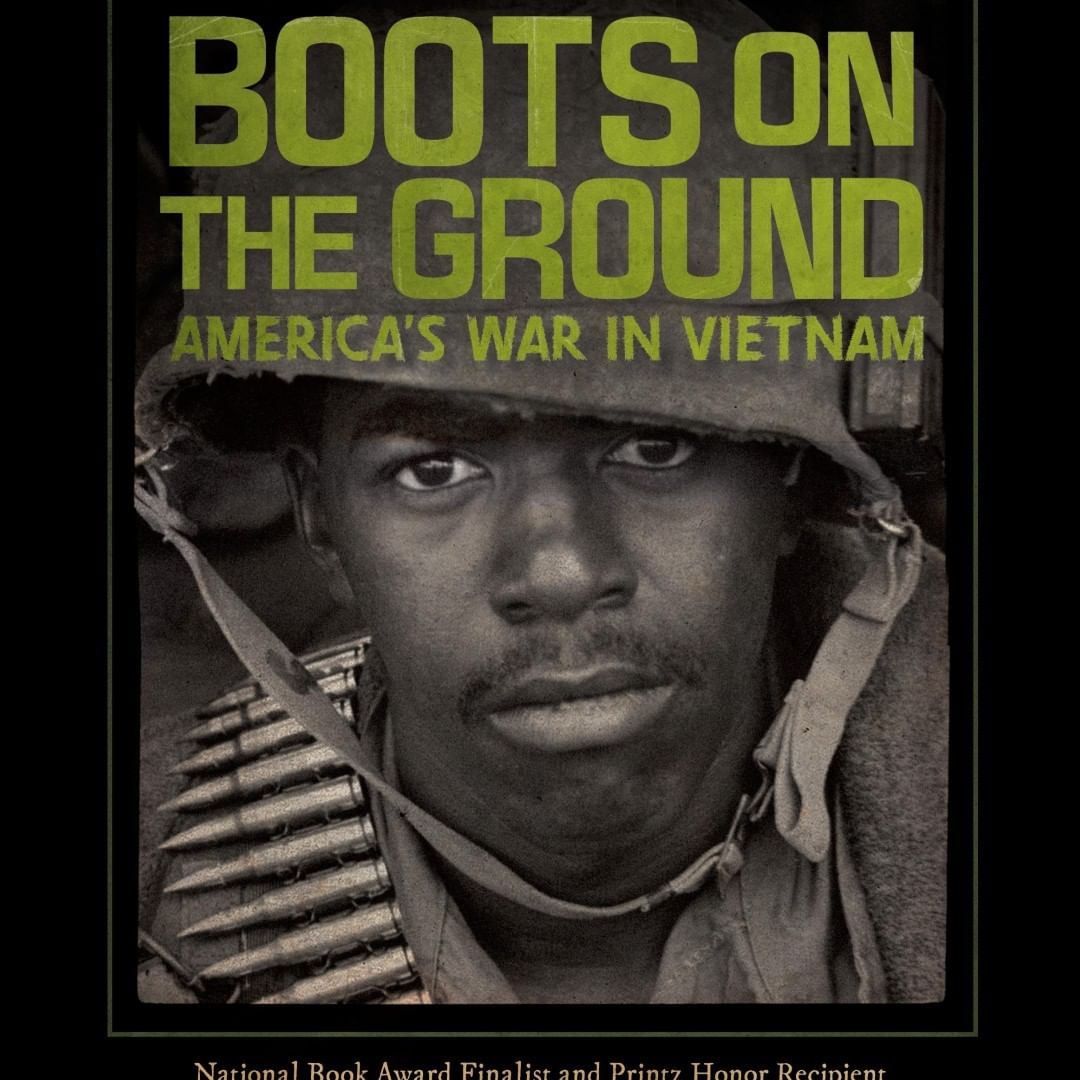 BOOTS ON
THE GROUND
AMERICA'S WAR IN VIETNAM
National Book Award Finalist and Printz Honor Recipient